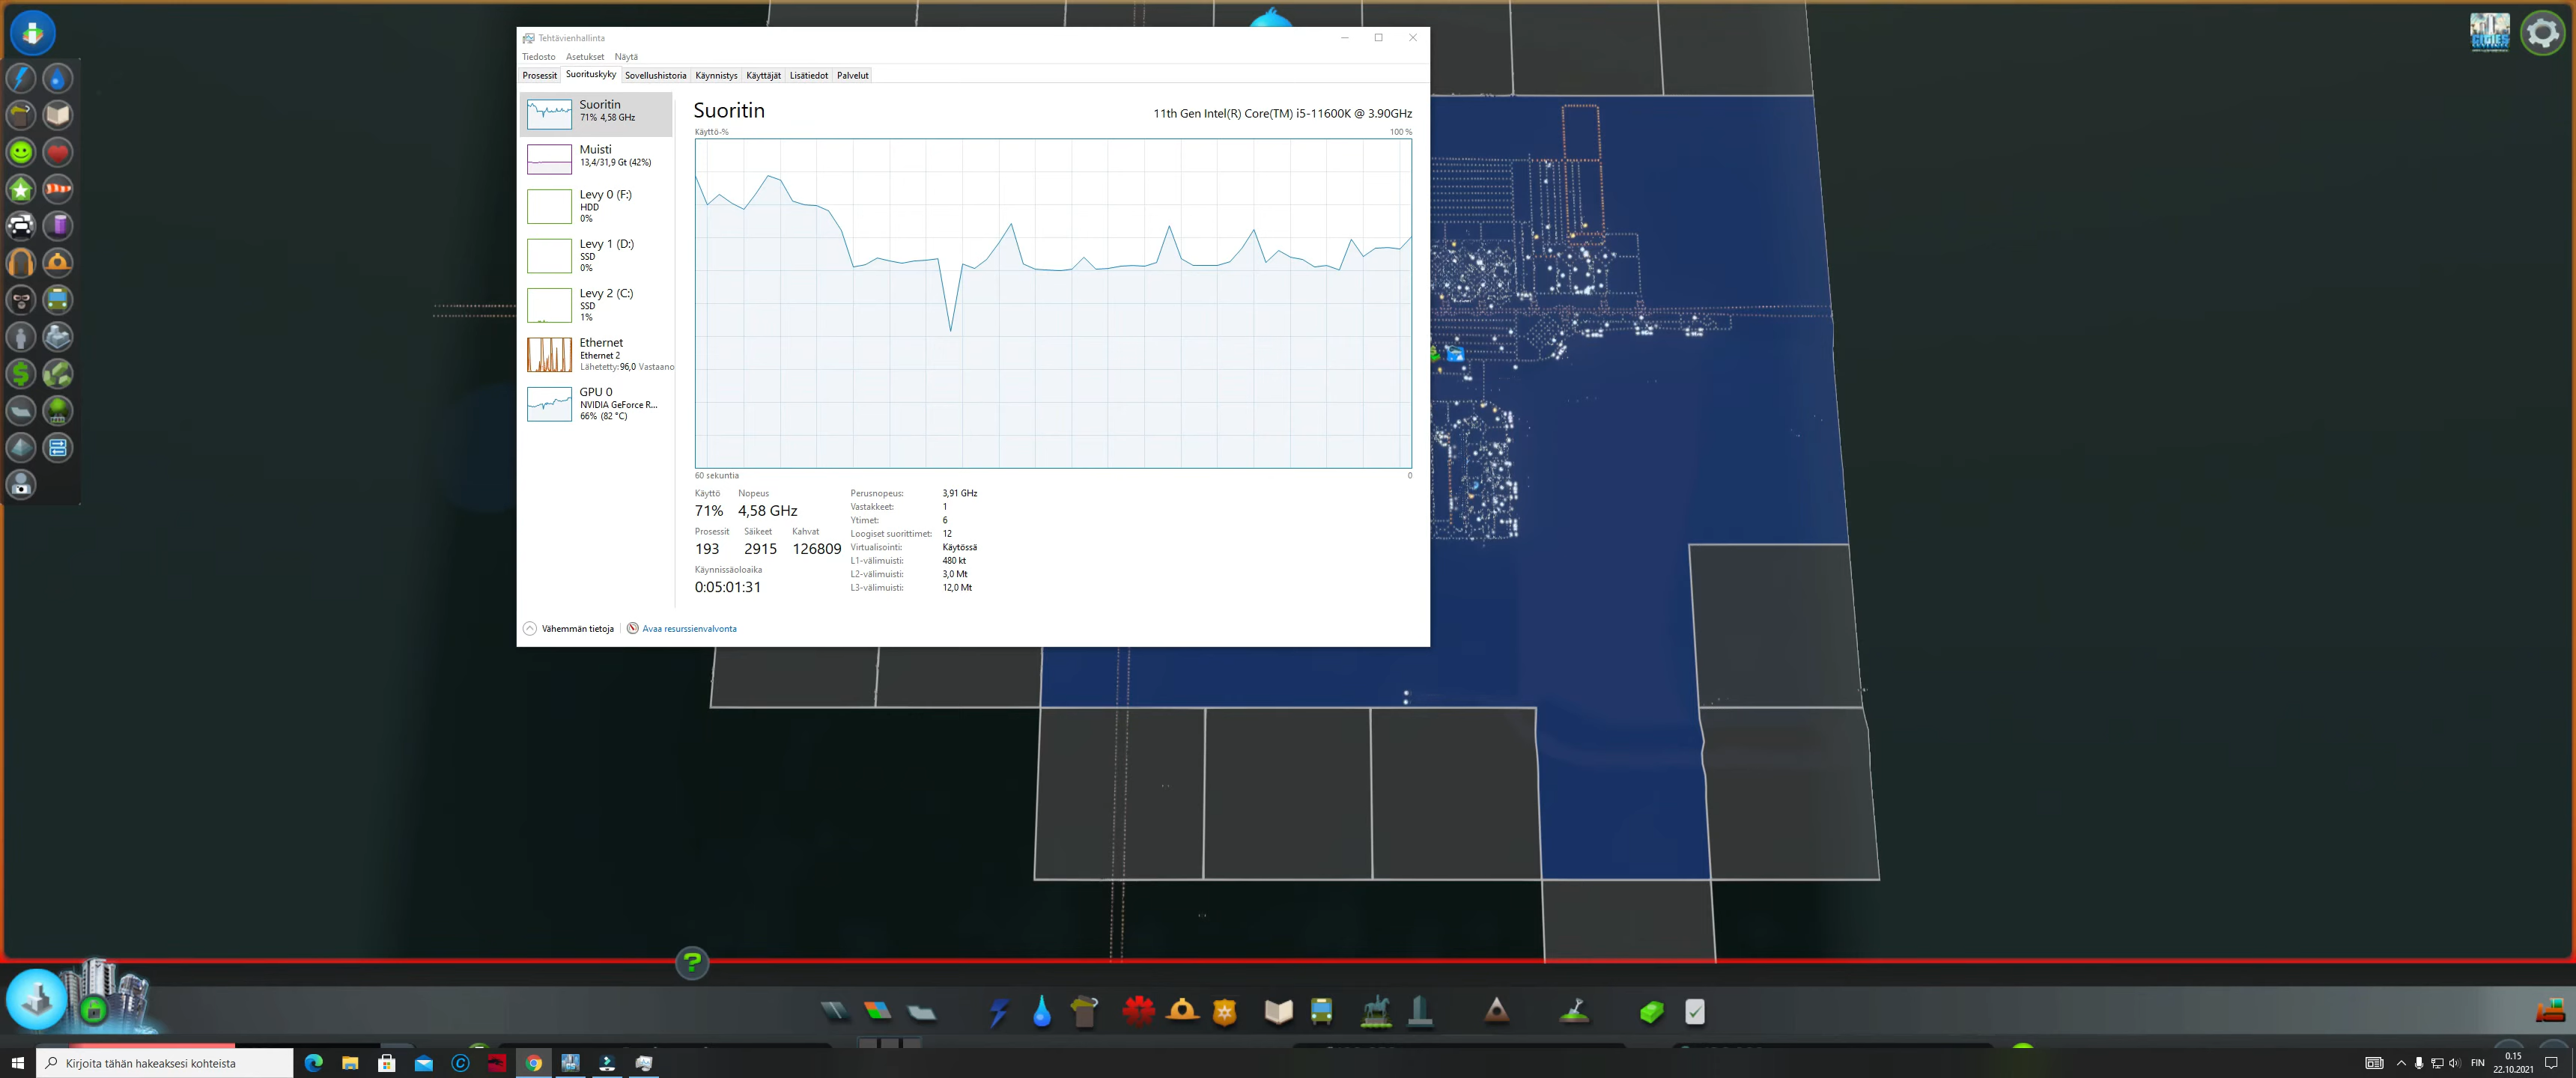 Tehtävienhallinta
Tiedosto Asetukset Näytä
Prosessit Suorituskyky Sovellushistoria Käynnistys Käyttäjät Lisätiedot Palvelut
Suoritin
71% 4,58 GHz
Muisti
13,4/31,9 Gt (42%)
Levy 0 (F:)
HDD
0%
Levy 1 (D:)
SSD
0%
Levy 2 (C:)
SSD
1%
Ethernet
Ethernet 2
Lähetetty: 96,0 Vastaano
GPU 0
NVIDIA GeForce R...
66% (82 °C)
Suoritin
11th Gen Intel(R) Core(TM) i5-11600K @ 3.90GHz
Käyttö-% 100 %
60 sekuntia 0
Käyttö Nopeus
71% 4,58 GHz
Prosessit Säikeet Kahvat
193 2915 126809
Käynnissäoloaika
0:05:01:31
Perusnopeus: 3,91 GHz
Vastakkeet: 1
Ytimet: 6
Loogiset suorittimet: 12
Virtualisointi: Käytössä
L1-välimuisti: 480 kt
L2-välimuisti: 3,0 Mt
L3-välimuisti: 12,0 Mt
Vähemmän tietoja Avaa resurssienvalvonta
CITIES
?
Kirjoita tähän hakeaksesi kohteista
FIN
0.15
22.10.2021